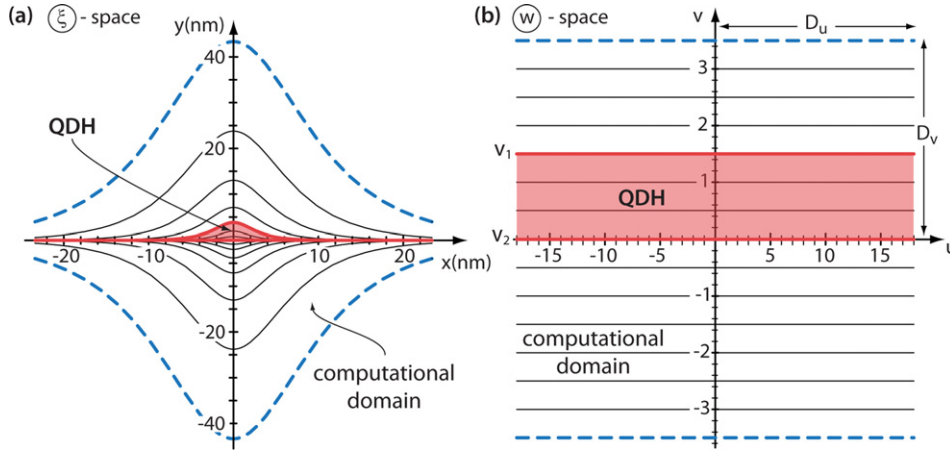 (a) ξ - space
y(nm)
40
QDH
20
-20 -10 10 20
x(nm)
-20
computational
domain
-40
(b) w - space
v
Du
3
2
Dv
v1
1
QDH
v2
-15 -10 -5 5 10 15 u
-1
computational
domain
-2
-3